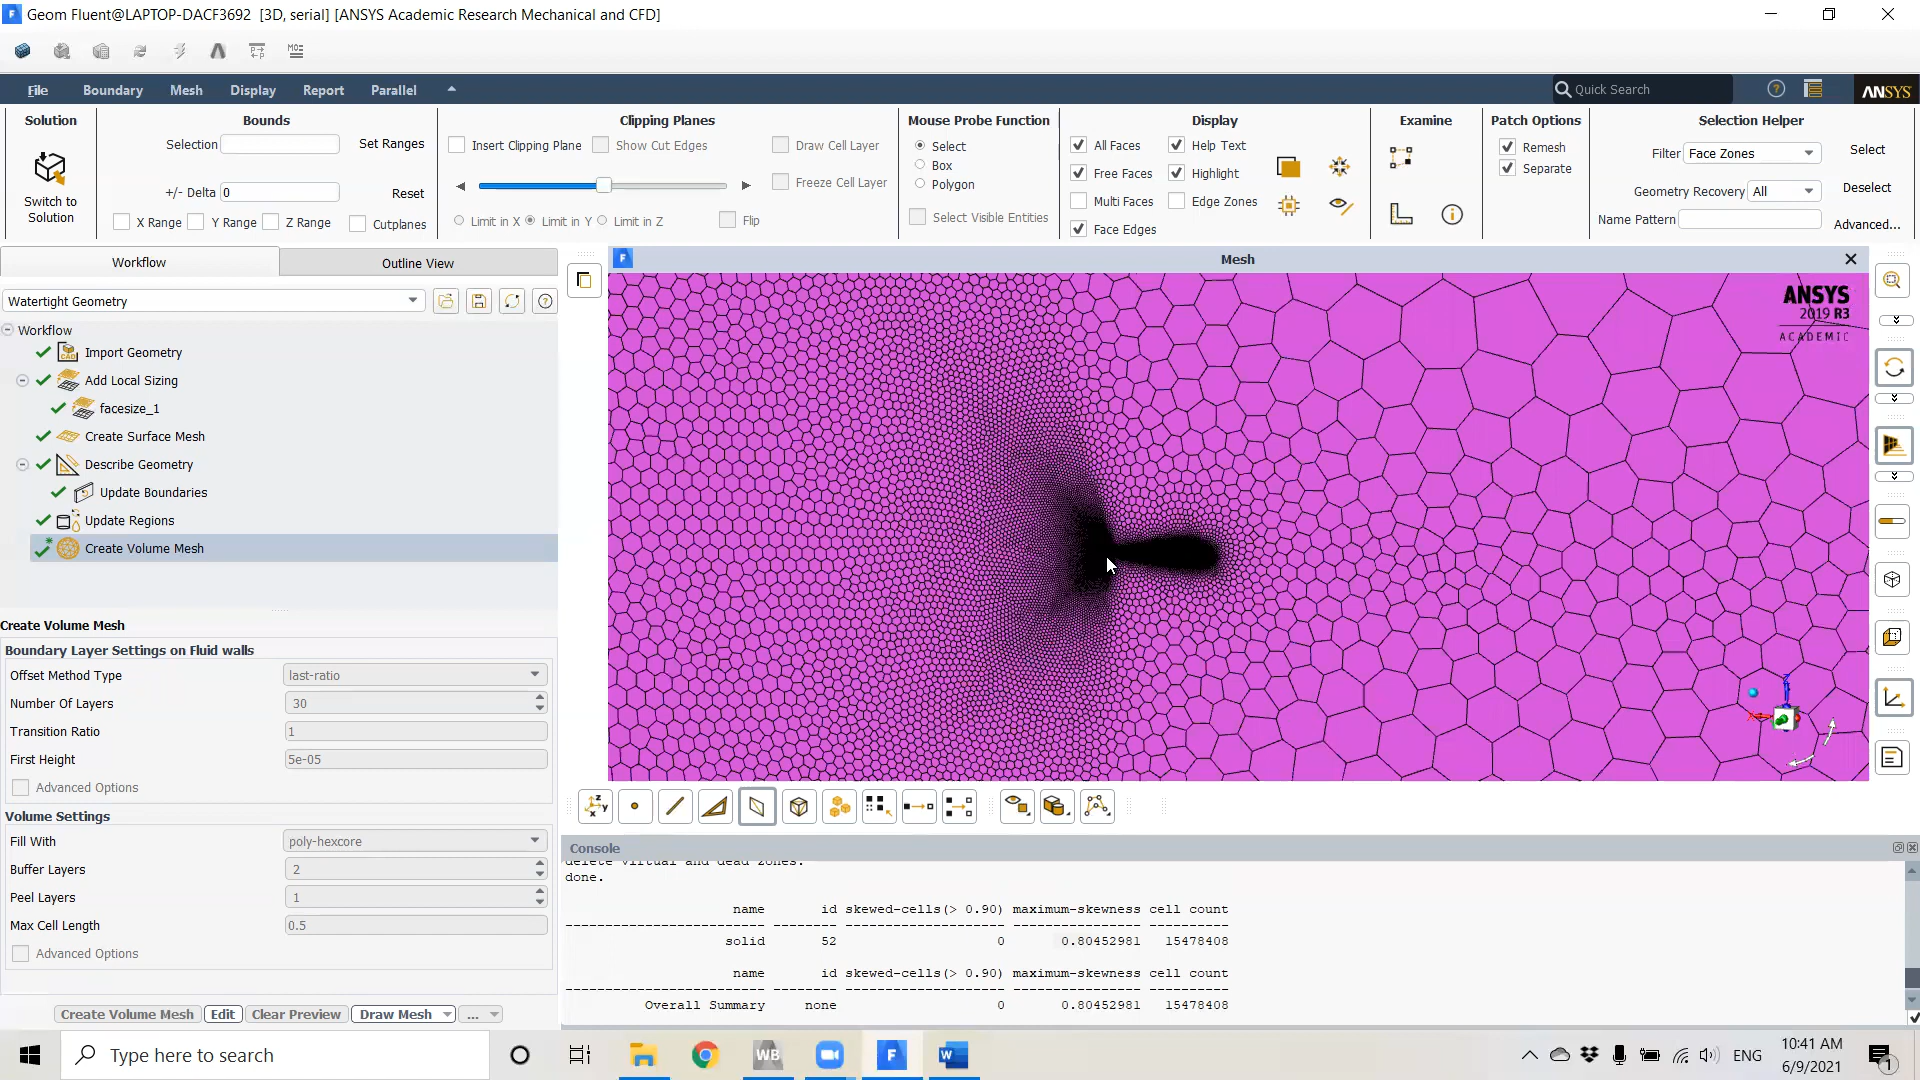 Geom Fluent@LAPTOP-DACF3692 [3D, serial] [ANSYS Academic Research Mechanical and CFD]
File Boundary Mesh Display Report Parallel Quick Search ANSYS
Solution Bounds Clipping Planes Mouse Probe Function Display Examine Patch Options Selection Helper
Selection Set Ranges Insert Clipping Plane Show Cut Edges Draw Cell Layer Select All Faces Help Text Remesh Filter Face Zones Select
Box Free Faces Highlight Separate
+/- Delta 0 Reset Freeze Cell Layer Polygon Geometry Recovery All Deselect
Switch to Solution
X Range Y Range Z Range Cutplanes Limit in X Limit in Y Limit in Z Flip Select Visible Entities Multi Faces Edge Zones Name Pattern Advanced...
Face Edges
Workflow Outline View Mesh
Watertight Geometry
Workflow
Import Geometry
Add Local Sizing
facesize_1
Create Surface Mesh
Describe Geometry
Update Boundaries
Update Regions
Create Volume Mesh
ANSYS
2019 R3
ACADEMIC
Create Volume Mesh
Boundary Layer Settings on Fluid walls
Offset Method Type last-ratio
Number Of Layers 30
Transition Ratio 1
First Height 5e-05
Advanced Options
Volume Settings
Fill With poly-hexcore
Buffer Layers 2
Peel Layers 1
Max Cell Length 0.5
Advanced Options
Create Volume Mesh Edit Clear Preview Draw Mesh ...
Console
delete virtual and dead zones.
done.
name id skewed-cells(> 0.90) maximum-skewness cell count
------------------------- -------- -------------------- ---------------- ----------
solid 52 0 0.80452981 15478408
name id skewed-cells(> 0.90) maximum-skewness cell count
------------------------- -------- -------------------- ---------------- ----------
Overall Summary none 0 0.80452981 15478408
Type here to search WB F W ENG 10:41 AM
6/9/2021 1